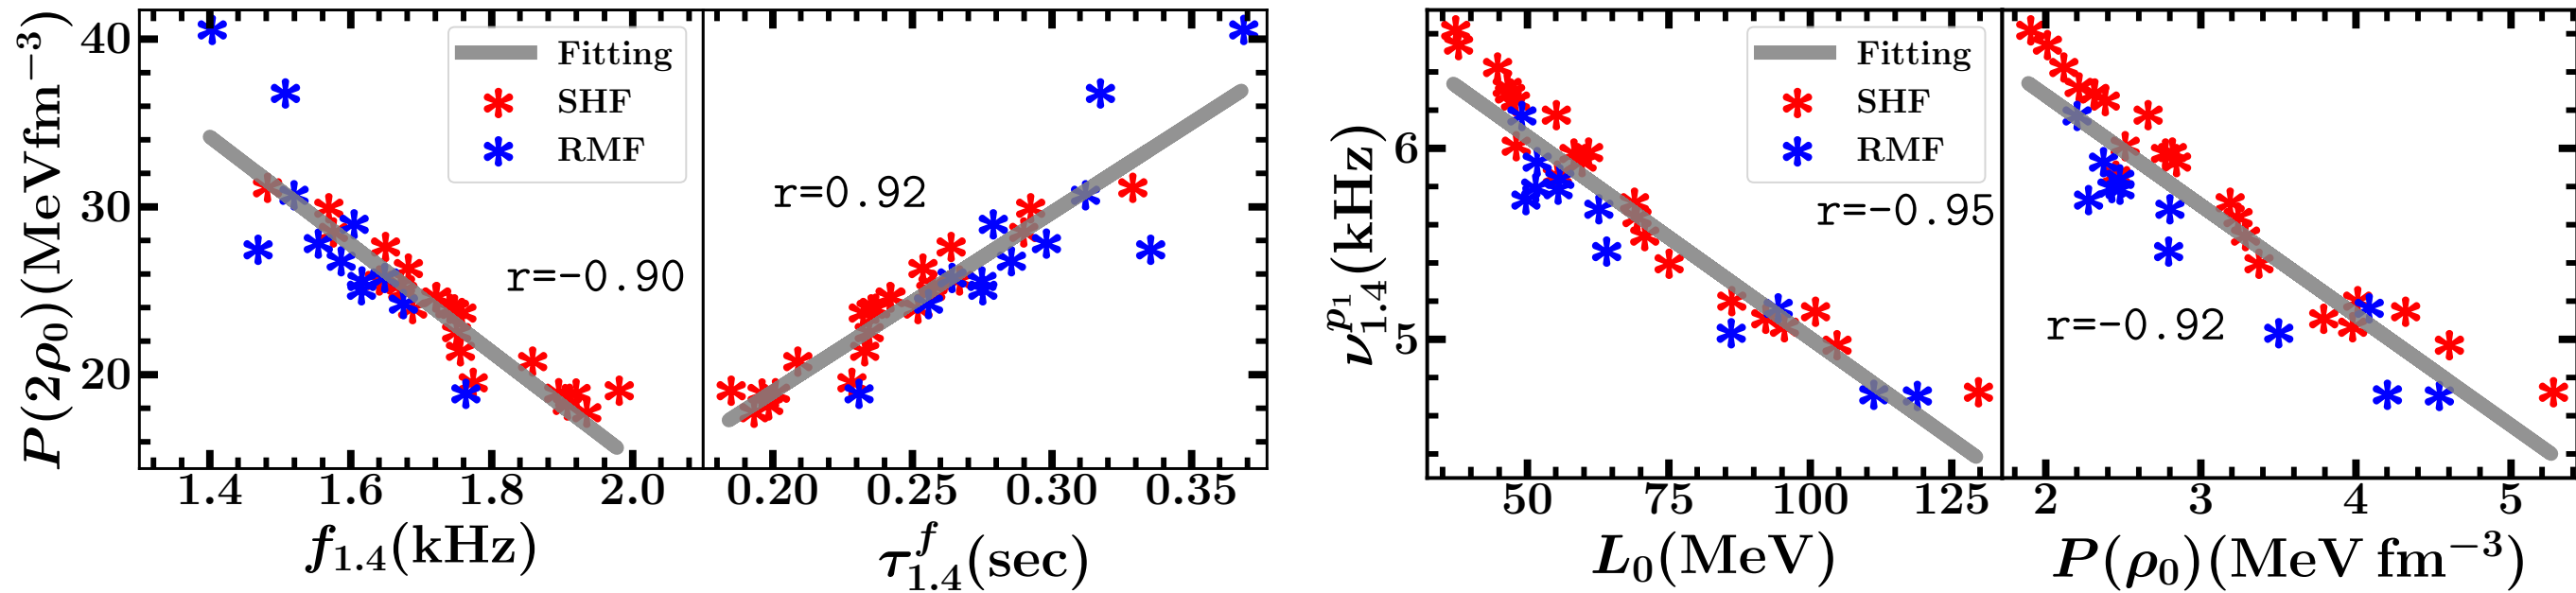 P(2ρ₀)(MeVfm⁻³)
40
30
20
Fitting
SHF
RMF
r=-0.90
r=0.92
1.4 1.6 1.8 2.0
0.20 0.25 0.30 0.35
f₁.₄(kHz)
τ^f_1.4(sec)
ν^p₁_1.4(kHz)
6
5
Fitting
SHF
RMF
r=-0.95
r=-0.92
50 75 100 125
2 3 4 5
L₀(MeV)
P(ρ₀)(MeV fm⁻³)